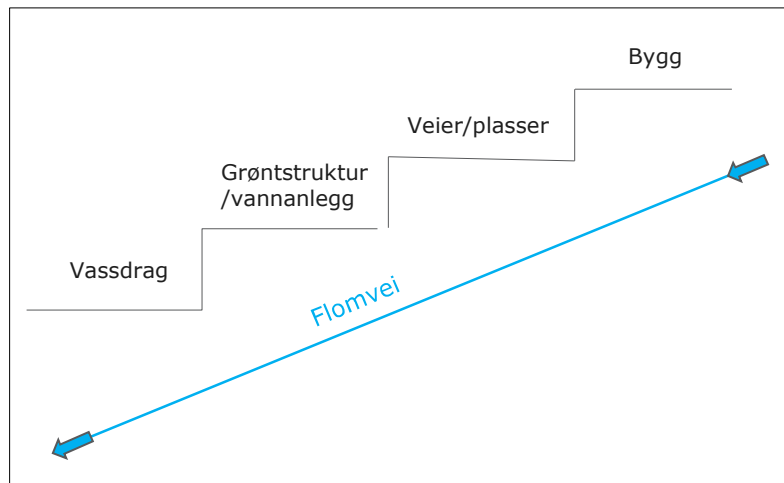 Bygg
Veier/plasser
Grøntstruktur
/vannanlegg
Vassdrag
Flomvei